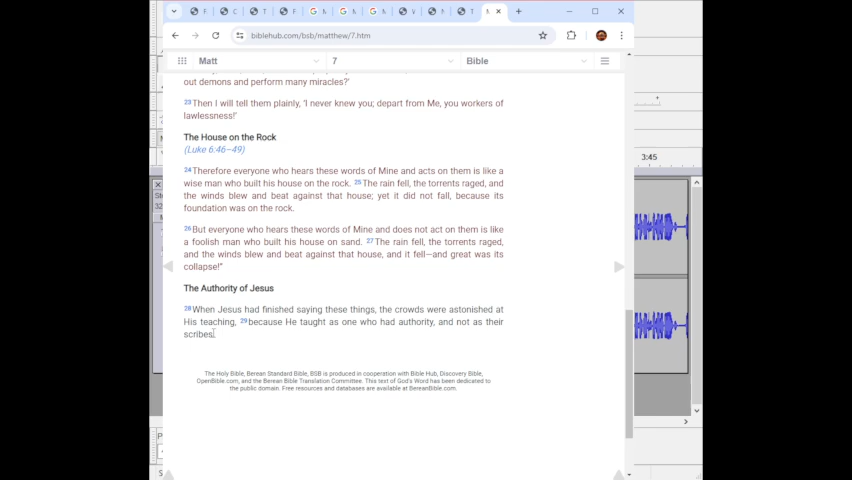 biblehub.com/bsb/matthew/7.htm
Matt 7 Bible
out demons and perform many miracles?'
23 Then I will tell them plainly, 'I never knew you; depart from Me, you workers of
lawlessness!'
The House on the Rock
(Luke 6:46–49)
24 Therefore everyone who hears these words of Mine and acts on them is like a
wise man who built his house on the rock. 25 The rain fell, the torrents raged, and
the winds blew and beat against that house; yet it did not fall, because its
foundation was on the rock.
26 But everyone who hears these words of Mine and does not act on them is like
a foolish man who built his house on sand. 27 The rain fell, the torrents raged,
and the winds blew and beat against that house, and it fell—and great was its
collapse!”
The Authority of Jesus
28 When Jesus had finished saying these things, the crowds were astonished at
His teaching, 29 because He taught as one who had authority, and not as their
scribes.
The Holy Bible, Berean Standard Bible, BSB is produced in cooperation with Bible Hub, Discovery Bible,
OpenBible.com, and the Berean Bible Translation Committee. This text of God's Word has been dedicated to
the public domain. Free resources and databases are available at BereanBible.com.
3:45